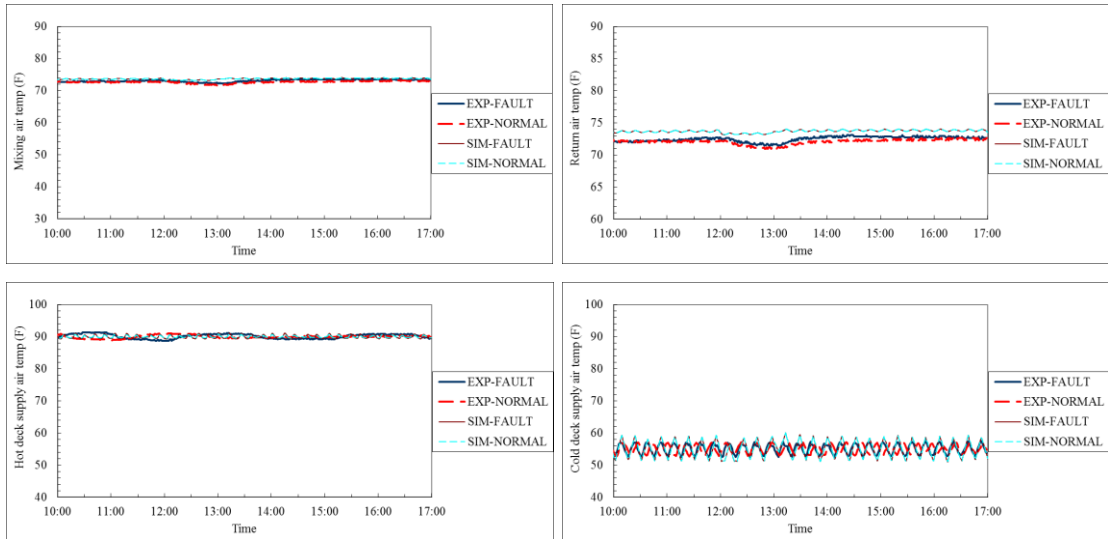 90
80
70
60
50
40
30
Mixing air temp (F)
10:00 11:00 12:00 13:00 14:00 15:00 16:00 17:00
Time
EXP-FAULT
EXP-NORMAL
SIM-FAULT
SIM-NORMAL
90
85
80
75
70
65
60
Return air temp (F)
10:00 11:00 12:00 13:00 14:00 15:00 16:00 17:00
Time
EXP-FAULT
EXP-NORMAL
SIM-FAULT
SIM-NORMAL
100
90
80
70
60
50
40
Hot deck supply air temp (F)
10:00 11:00 12:00 13:00 14:00 15:00 16:00 17:00
Time
EXP-FAULT
EXP-NORMAL
SIM-FAULT
SIM-NORMAL
100
90
80
70
60
50
40
Cold deck supply air temp (F)
10:00 11:00 12:00 13:00 14:00 15:00 16:00 17:00
Time
EXP-FAULT
EXP-NORMAL
SIM-FAULT
SIM-NORMAL